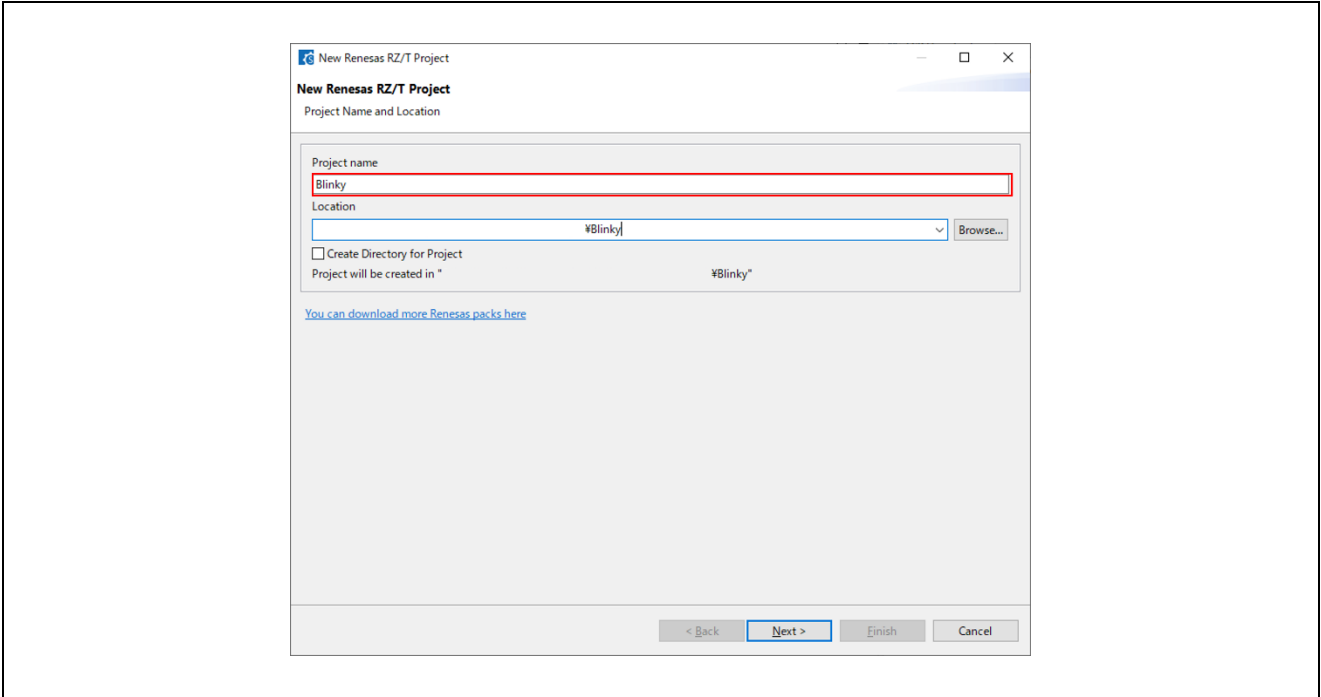 New Renesas RZ/T Project
New Renesas RZ/T Project
Project Name and Location
Project name
Blinky
Location
¥Blinky
Browse...
Create Directory for Project
Project will be created in " ¥Blinky"
You can download more Renesas packs here
< Back Next > Finish Cancel